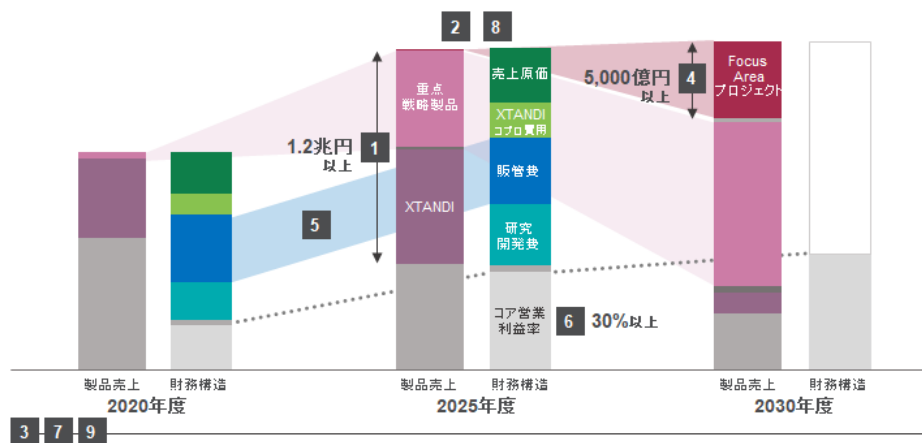 2 8
売上原価
重点
戦略製品
5,000億円
以上
4
Focus
Area
プロジェクト
XTANDI
コプロ費用
1.2兆円
以上
1
販管費
XTANDI
5
研究
開発費
コア営業
利益率
6 30%以上
製品売上 財務構造 製品売上 財務構造 製品売上 財務構造
2020年度 2025年度 2030年度
3 7 9